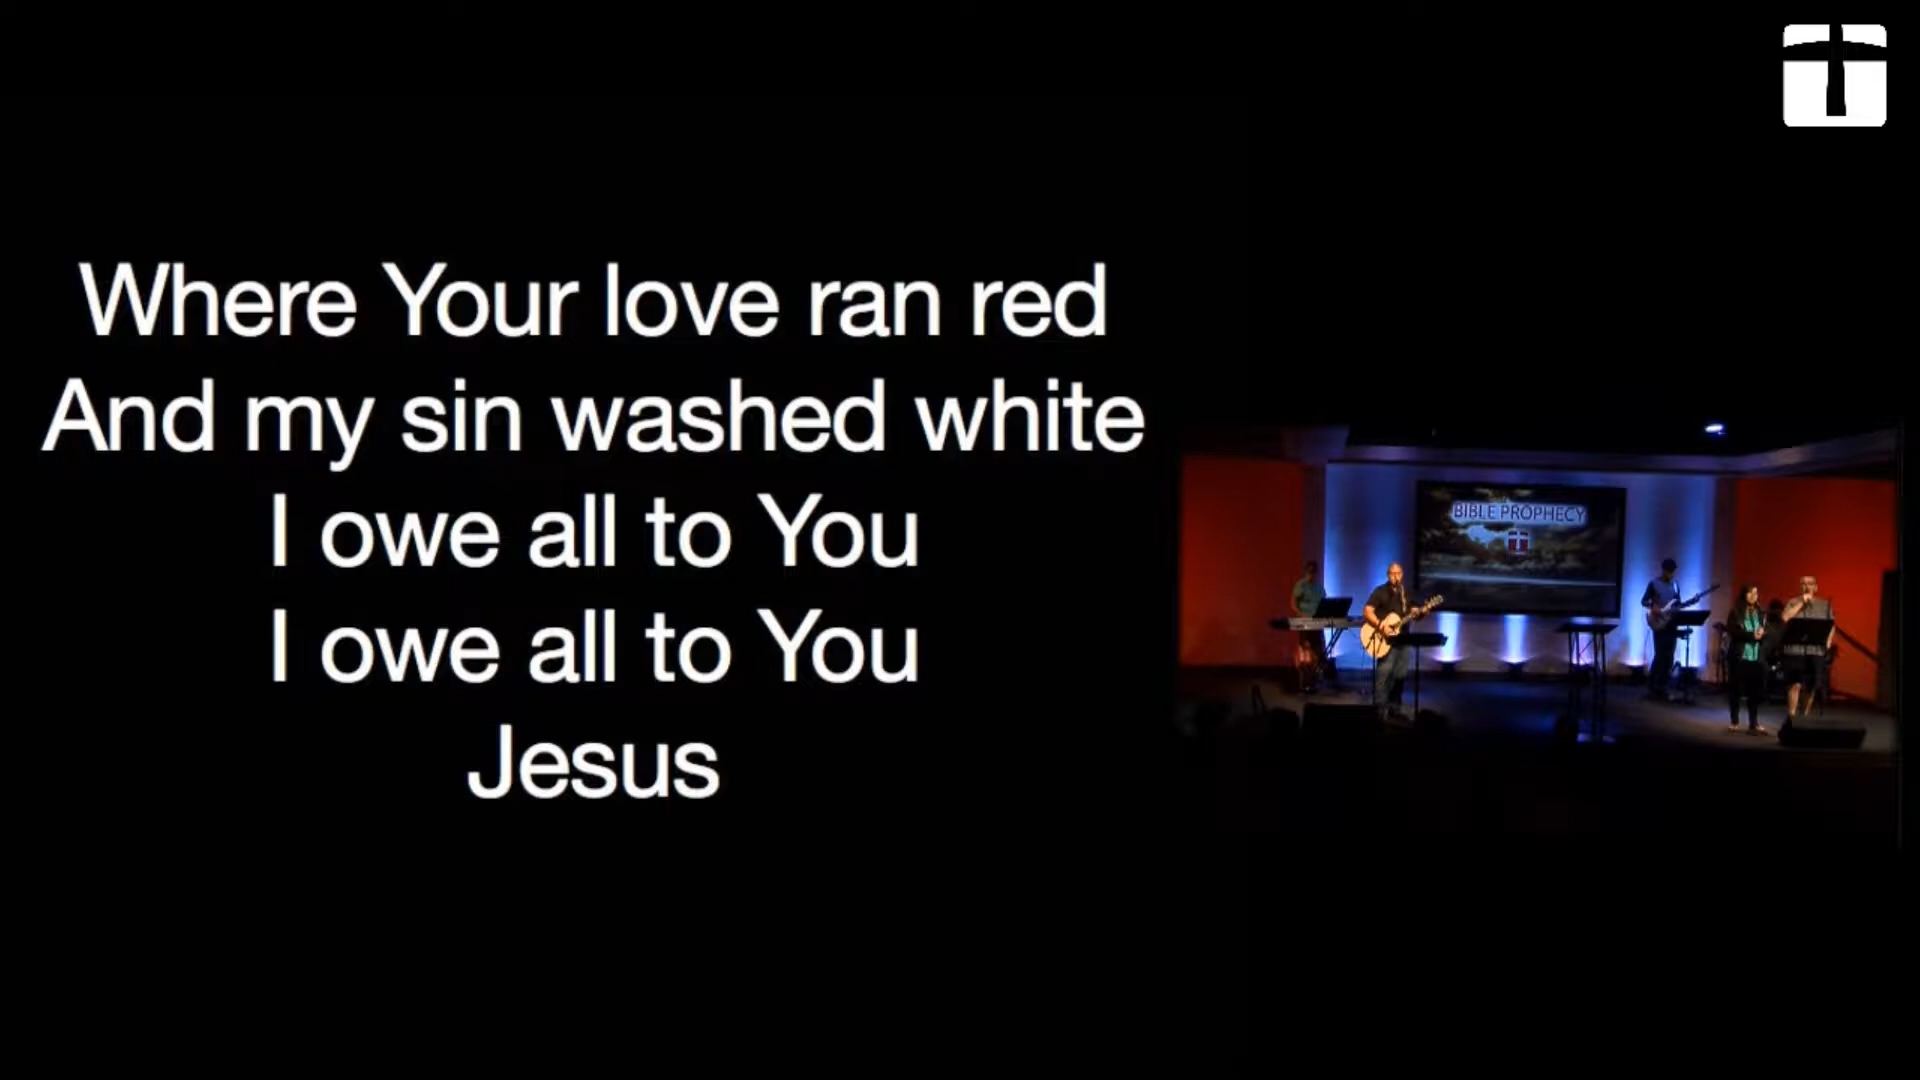 Where Your love ran red
And my sin washed white
I owe all to You
I owe all to You
Jesus
BIBLE PROPHECY